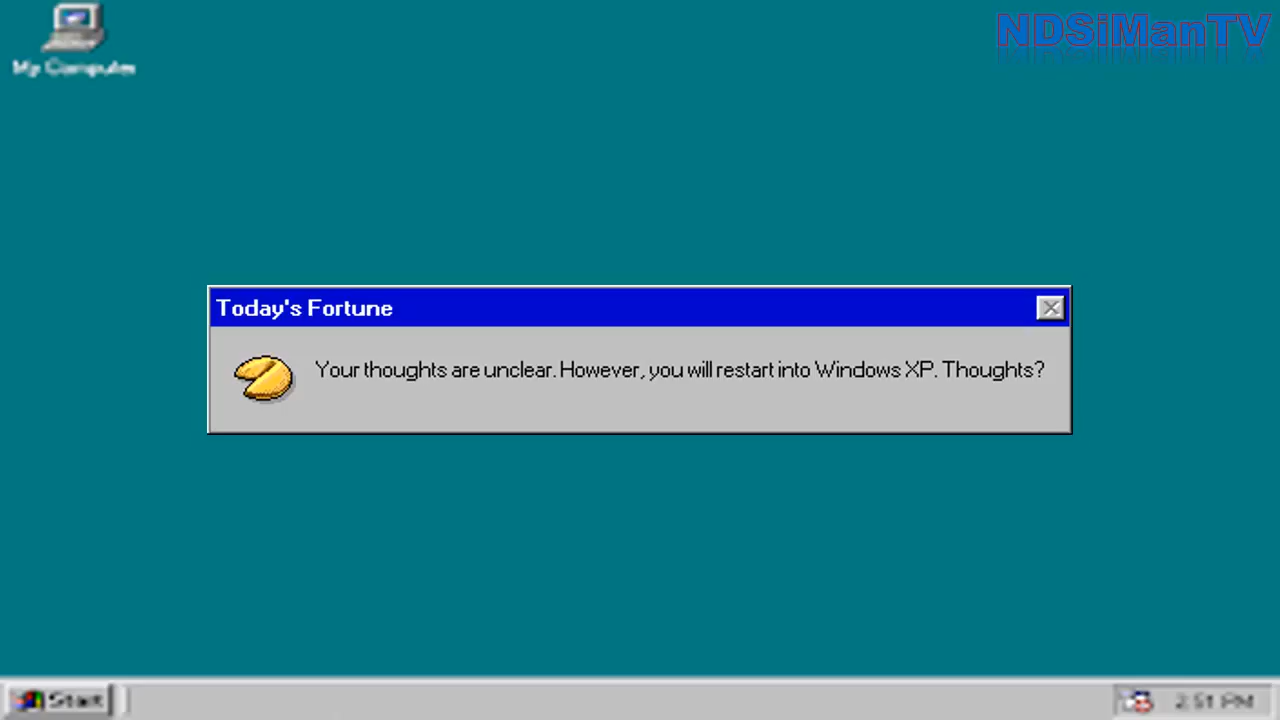 My Computer
NDSiManTV
Today's Fortune
Your thoughts are unclear. However, you will restart into Windows XP. Thoughts?
Start
2:51 PM